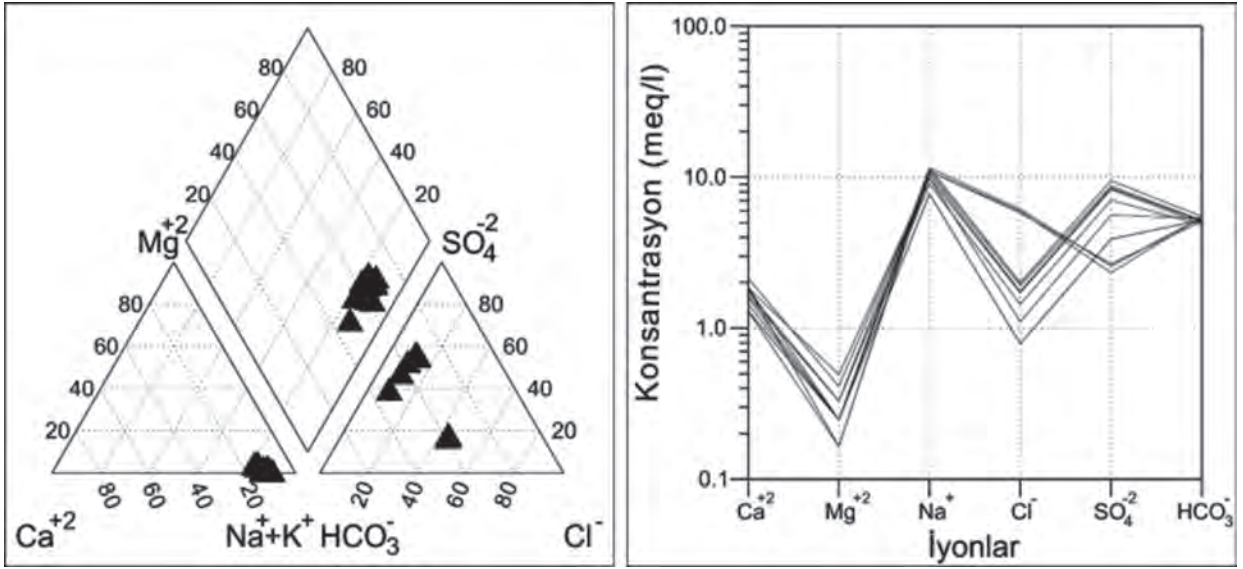 80 80
60 60
40 40
20 20
Mg+2 SO4-2
80 80
60 60
40 40
20 20
80 60 40 20 20 40 60 80
Ca+2 Na++K+ HCO3- Cl-
Konsantrasyon (meq/l)
100.0
10.0
1.0
0.1
Ca+2 Mg+2 Na+ Cl- SO4-2 HCO3-
İyonlar